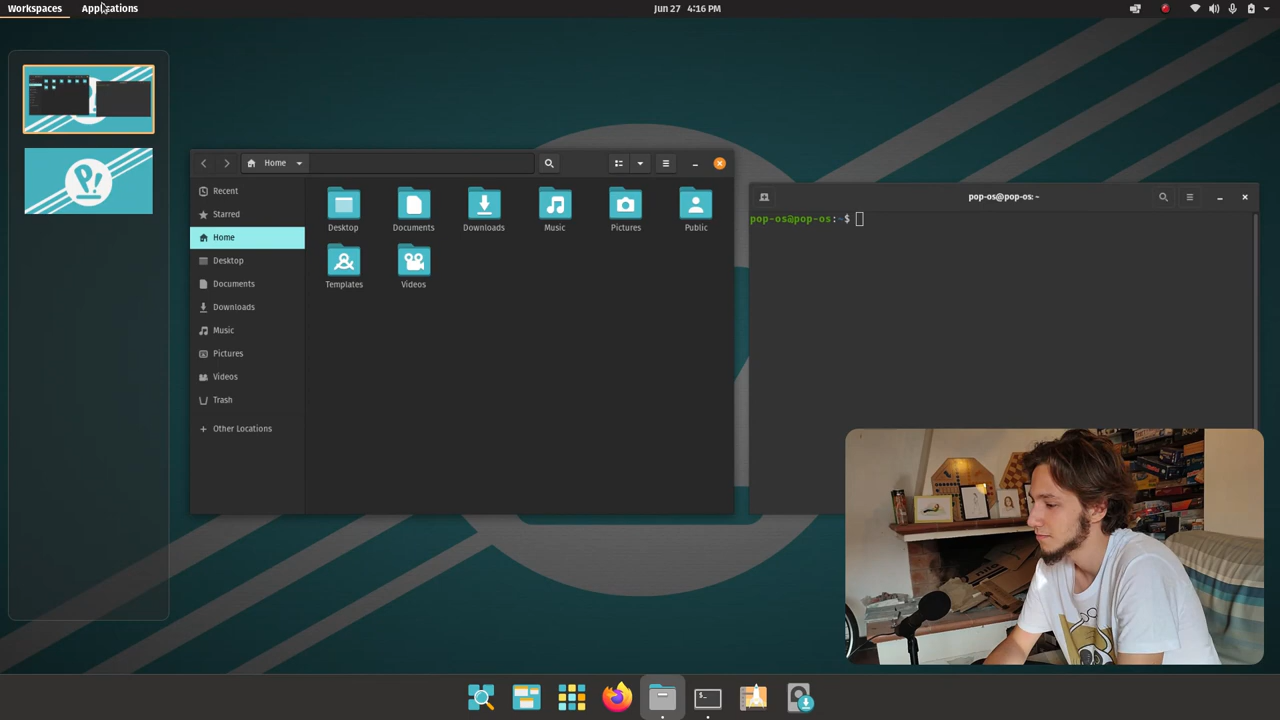 Workspaces Applications Jun 27 4:16 PM
Home
pop-os@pop-os: ~
pop-os@pop-os:~$
Recent
Starred
Home
Desktop
Documents
Downloads
Music
Pictures
Videos
Trash
Other Locations
Desktop Documents Downloads Music Pictures Public
Templates Videos